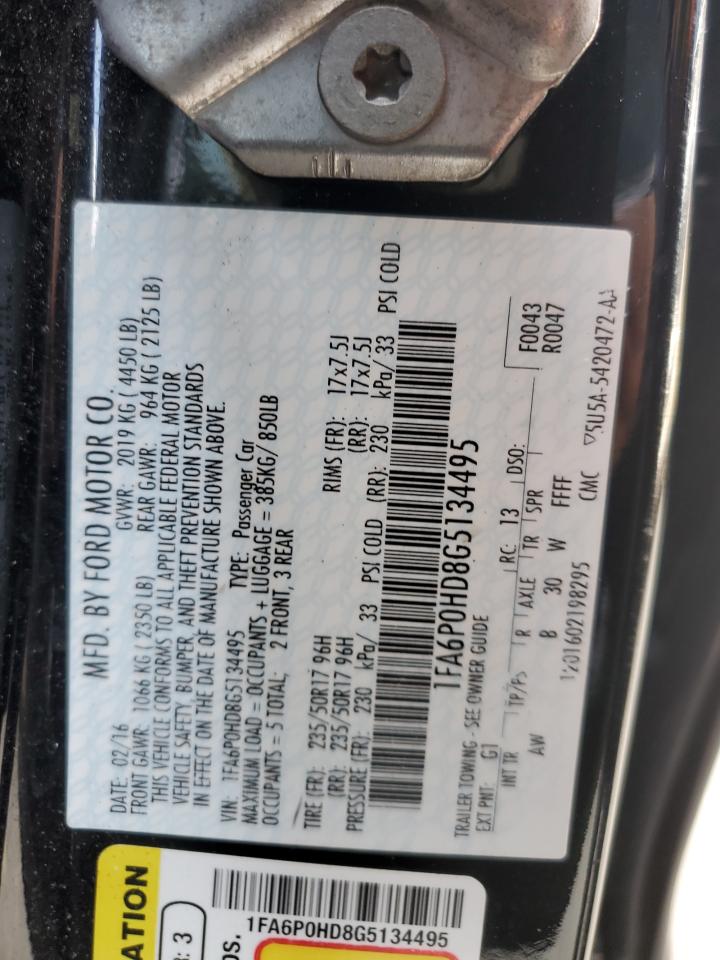 MFD. BY FORD MOTOR CO.
DATE: 02/16 GVWR: 2019 KG ( 4450 LB)
FRONT GAWR: 1066 KG ( 2350 LB) REAR GAWR: 964 KG ( 2125 LB)
THIS VEHICLE CONFORMS TO ALL APPLICABLE FEDERAL MOTOR
VEHICLE SAFETY, BUMPER, AND THEFT PREVENTION STANDARDS
IN EFFECT ON THE DATE OF MANUFACTURE SHOWN ABOVE.
VIN: 1FA6P0HD8G5134495 TYPE: Passenger Car
MAXIMUM LOAD = OCCUPANTS + LUGGAGE = 385KG/ 850LB
OCCUPANTS = 5 TOTAL; 2 FRONT, 3 REAR
TIRE (FR): 235/50R17 96H RIMS (FR): 17x7.5J
(RR): 235/50R17 96H (RR): 17x7.5J
PRESSURE (FR): 230 kPa/ 33 PSI COLD (RR): 230 kPa/ 33 PSI COLD
1FA6P0HD8G5134495
TRAILER TOWING - SEE OWNER GUIDE
EXT PNT: G1 RC: 13 DSO: F0043
R0047
INT TR TP/PS R AXLE TR SPR
AW B 30 W FFFF
1201602198295 CMC 5U5A-5420472-AA
ATION
: 3
DS.
1FA6P0HD8G5134495